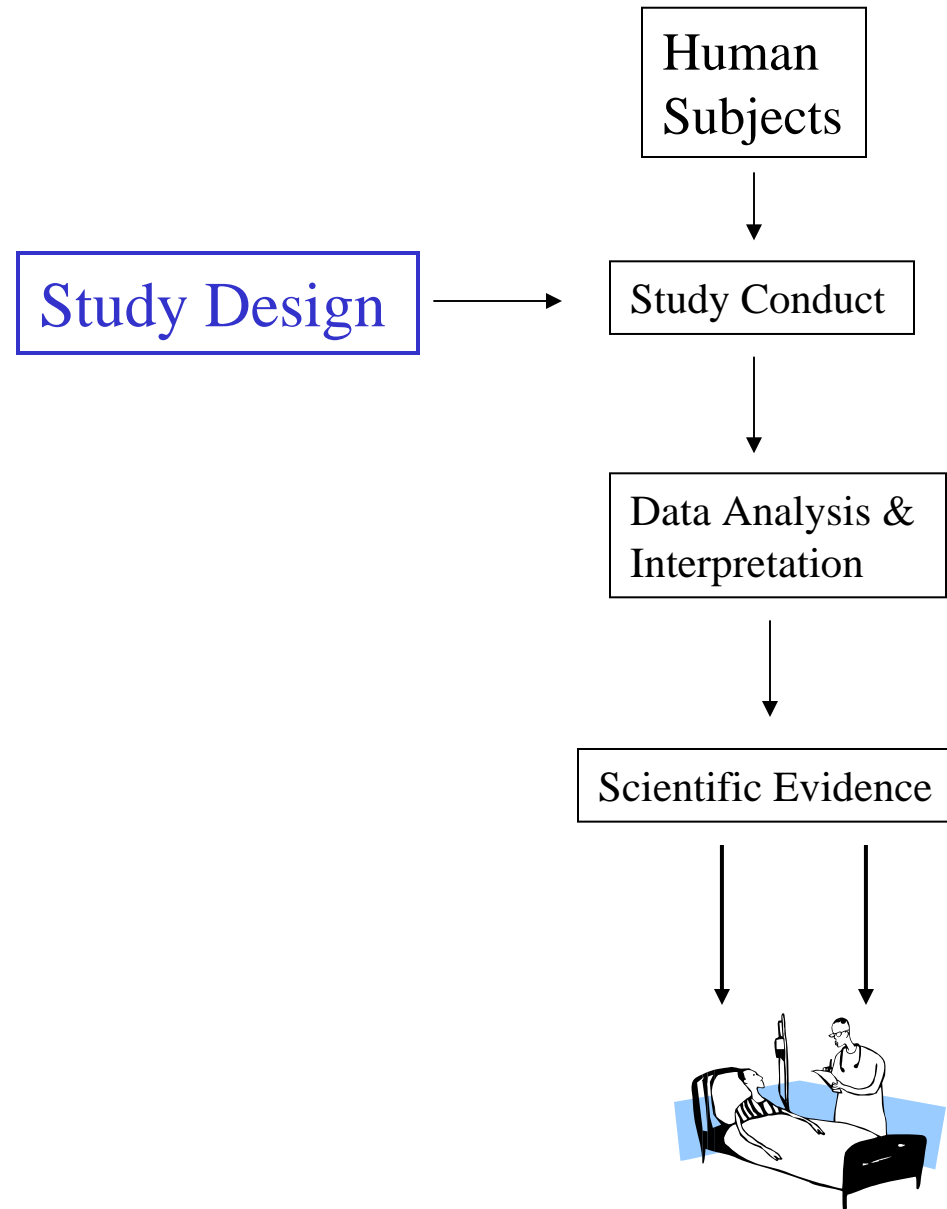 Human
Subjects
Study Design
Study Conduct
Data Analysis &
Interpretation
Scientific Evidence